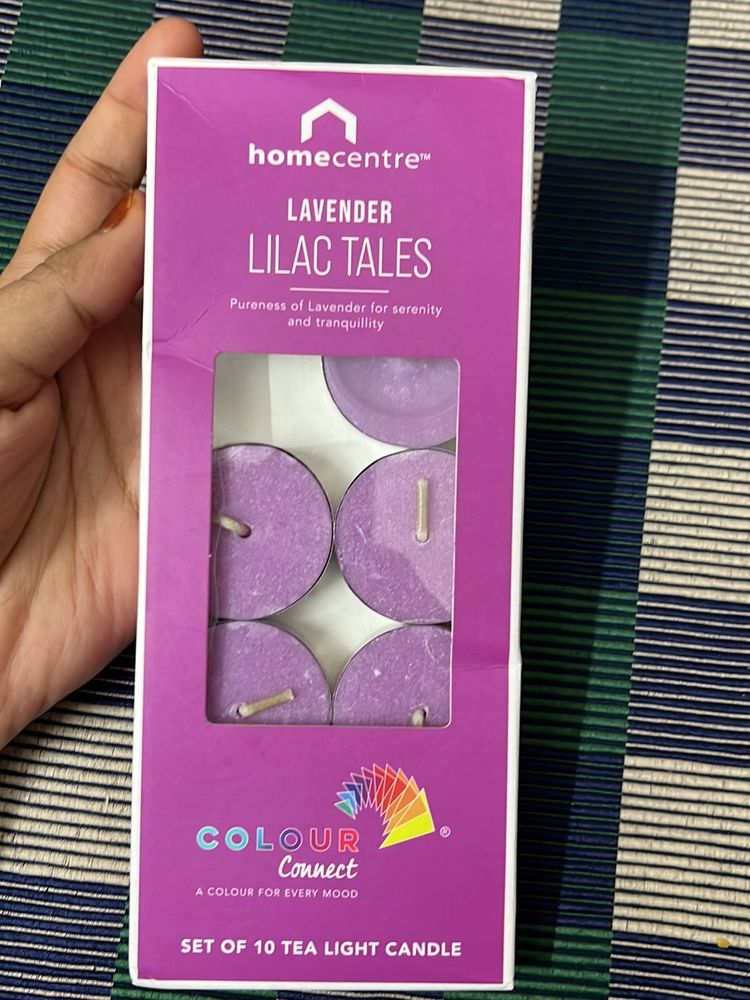 homecentre™
LAVENDER
LILAC TALES
Pureness of Lavender for serenity
and tranquillity
COLOUR ®
Connect
A COLOUR FOR EVERY MOOD
SET OF 10 TEA LIGHT CANDLE